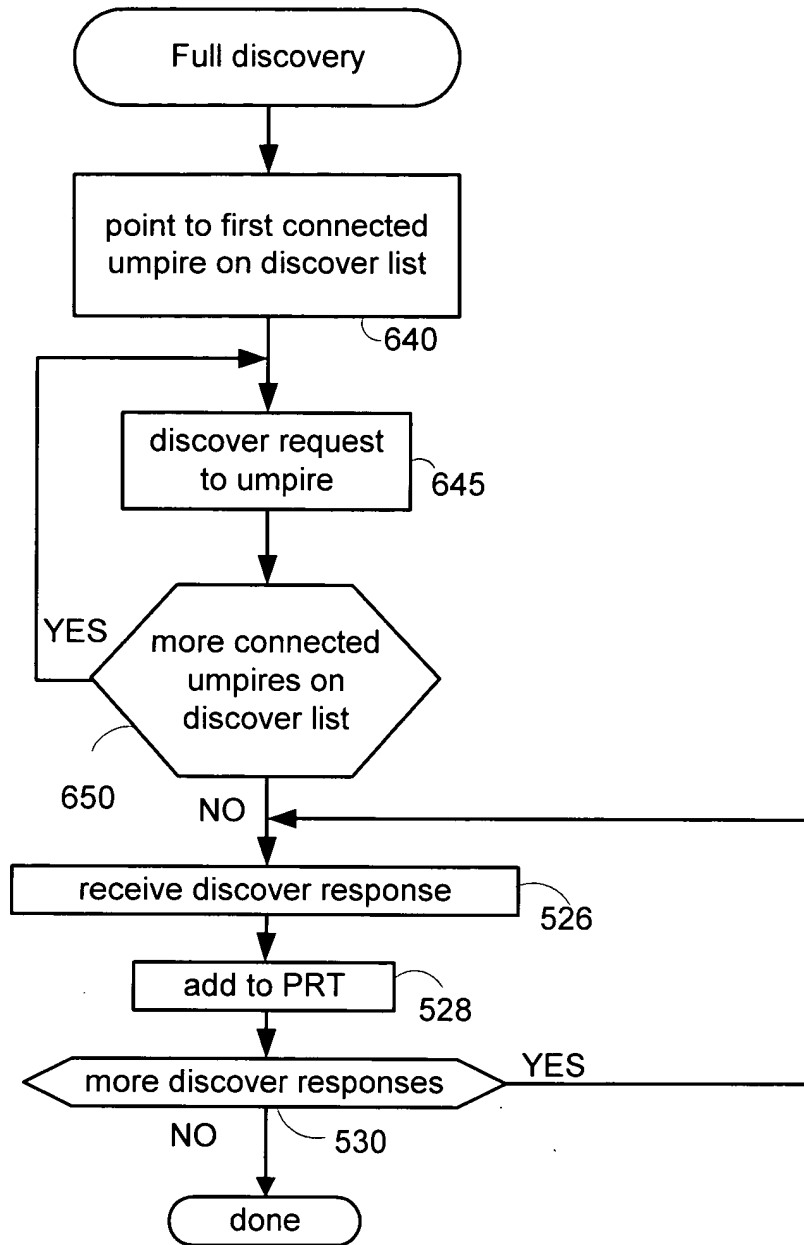 Full discovery
point to first connected
umpire on discover list
640
discover request
to umpire
645
YES
more connected
umpires on
discover list
650
NO
receive discover response
526
add to PRT
528
more discover responses
YES
530
NO
done